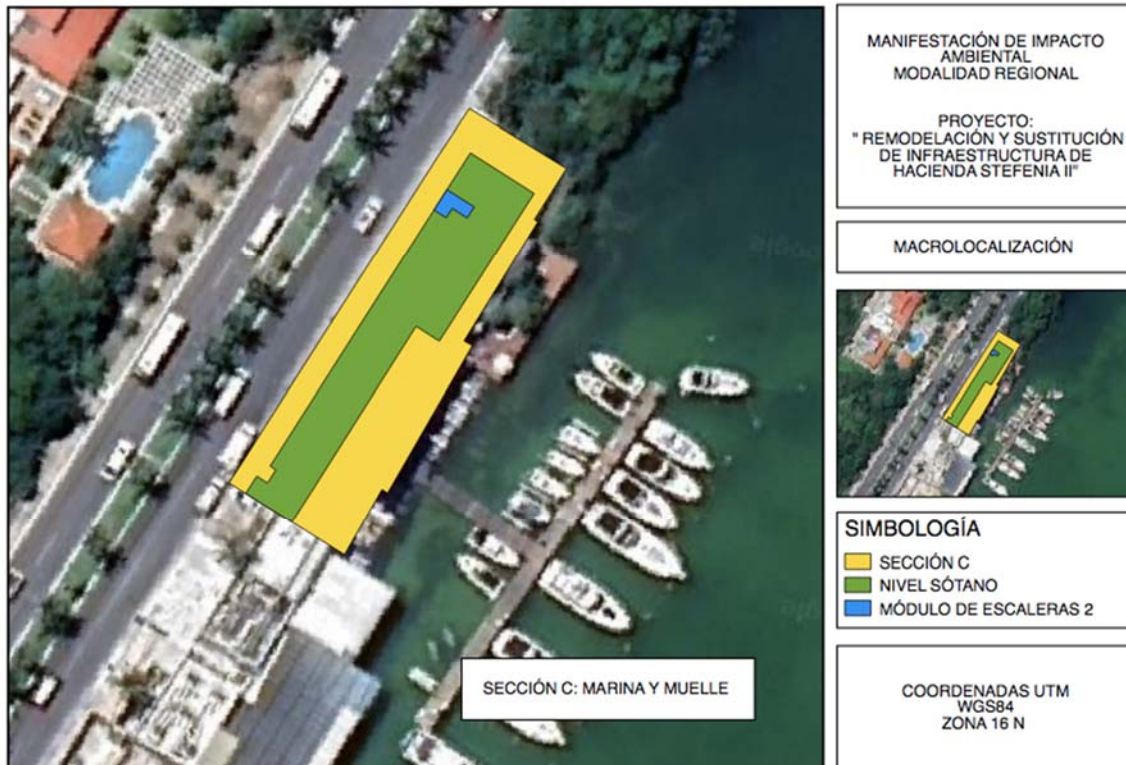 MANIFESTACIÓN DE IMPACTO
AMBIENTAL
MODALIDAD REGIONAL
PROYECTO:
" REMODELACIÓN Y SUSTITUCIÓN
DE INFRAESTRUCTURA DE
HACIENDA STEFENIA II"
MACROLOCALIZACIÓN
SIMBOLOGÍA
SECCIÓN C
NIVEL SÓTANO
MÓDULO DE ESCALERAS 2
SECCIÓN C: MARINA Y MUELLE
COORDENADAS UTM
WGS84
ZONA 16 N